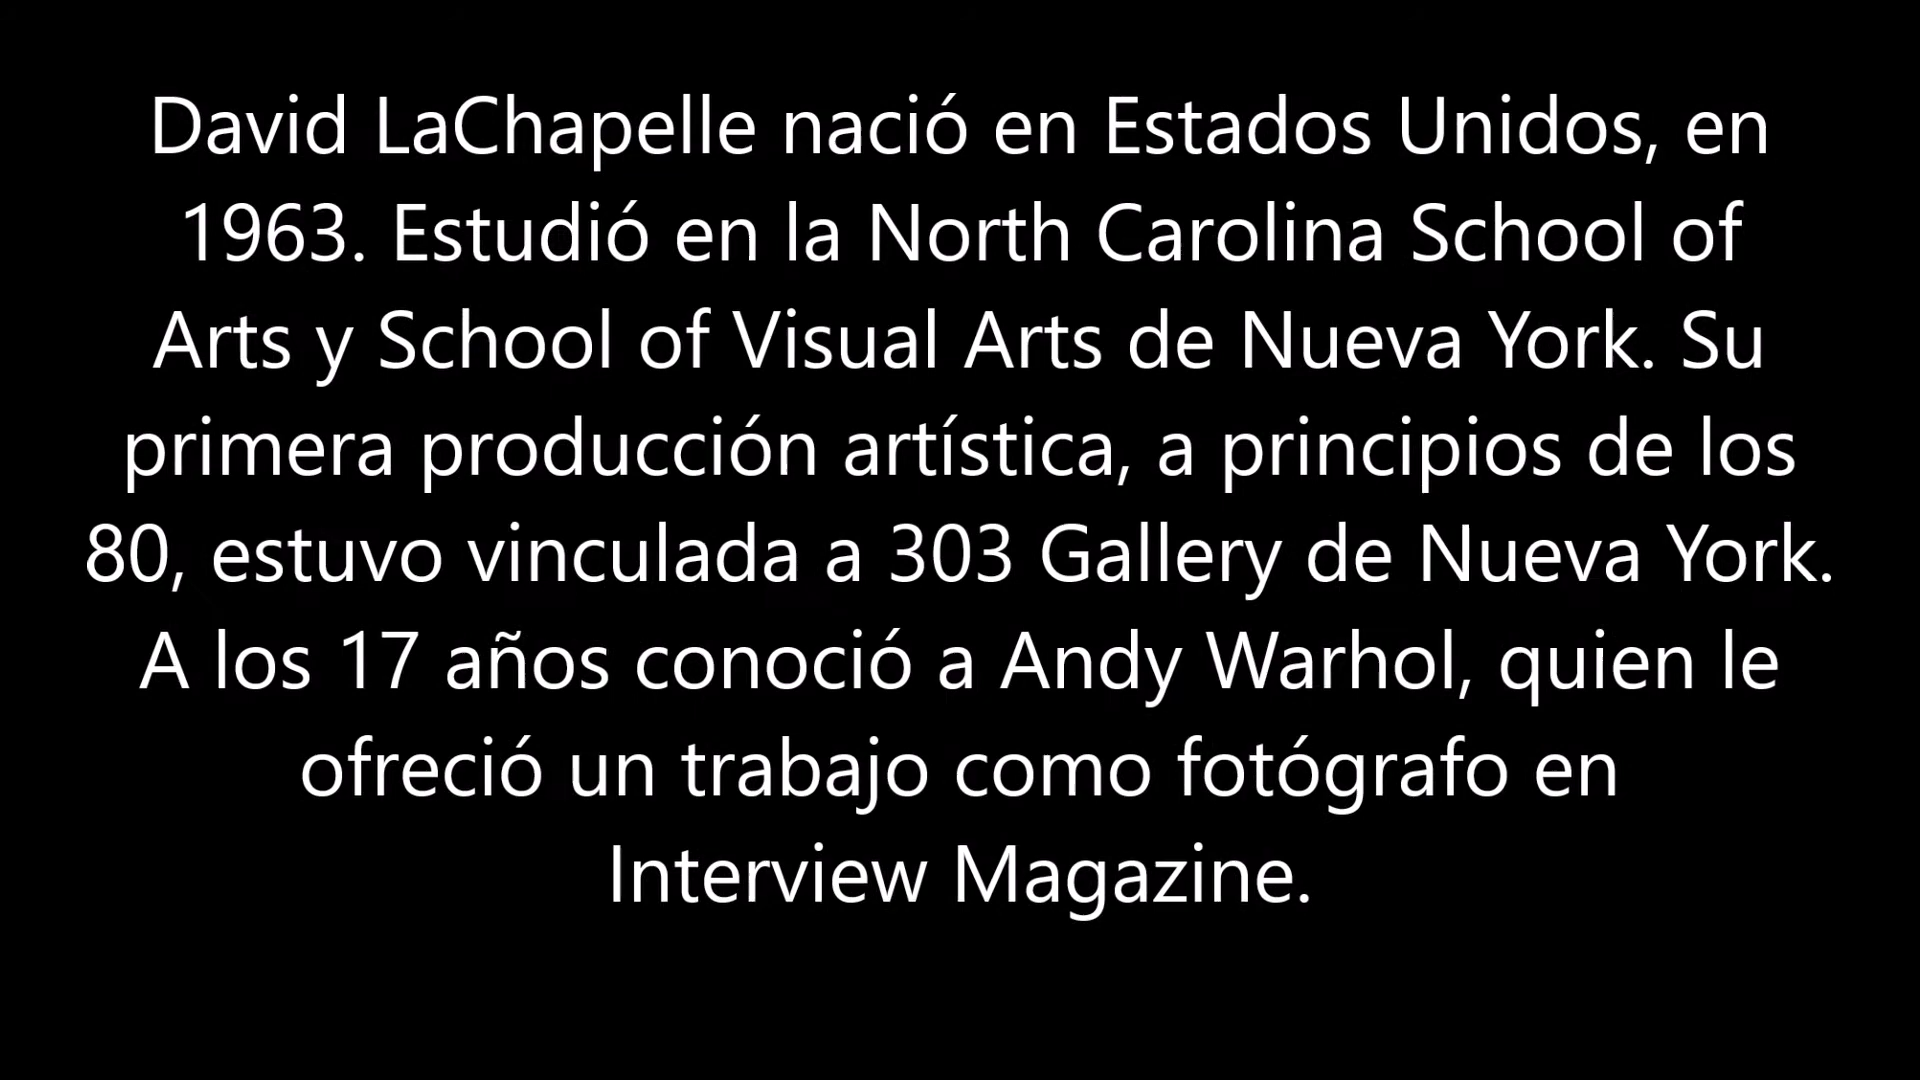 David LaChapelle nació en Estados Unidos, en
1963. Estudió en la North Carolina School of
Arts y School of Visual Arts de Nueva York. Su
primera producción artística, a principios de los
80, estuvo vinculada a 303 Gallery de Nueva York.
A los 17 años conoció a Andy Warhol, quien le
ofreció un trabajo como fotógrafo en
Interview Magazine.